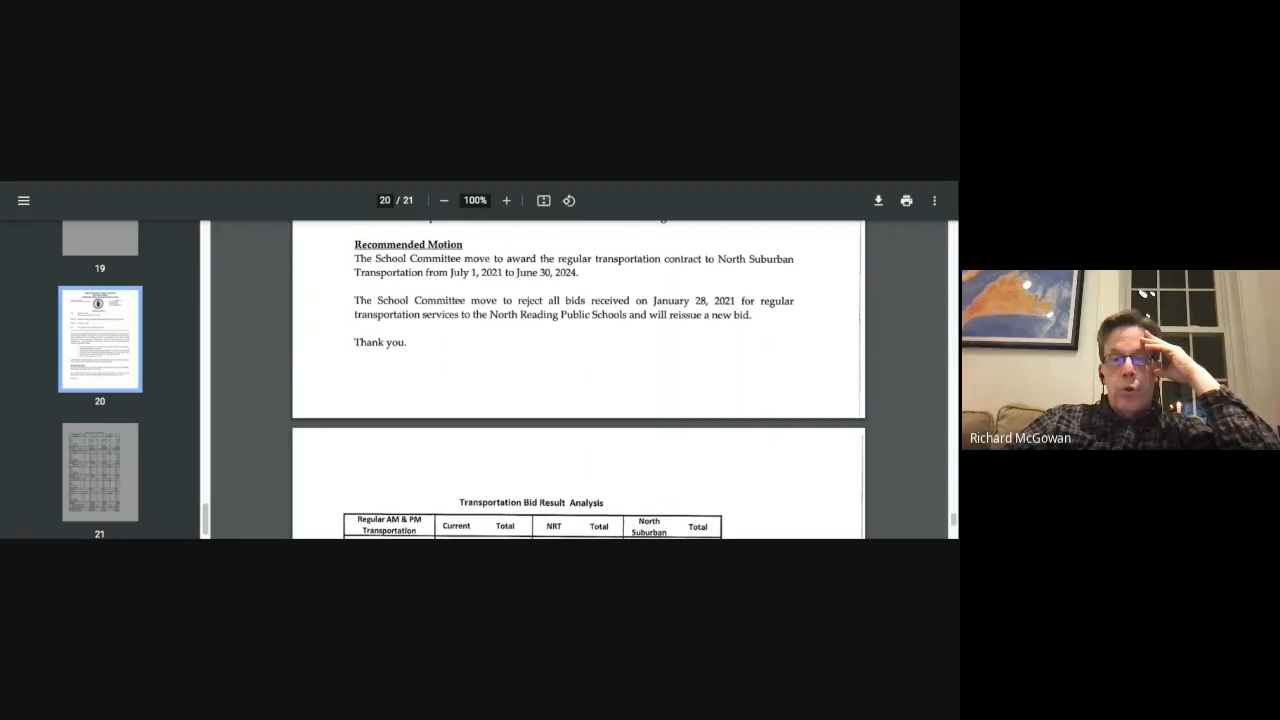 20 / 21
100%
19
20
21
Recommended Motion
The School Committee move to award the regular transportation contract to North Suburban
Transportation from July 1, 2021 to June 30, 2024.
The School Committee move to reject all bids received on January 28, 2021 for regular
transportation services to the North Reading Public Schools and will reissue a new bid.
Thank you.
Transportation Bid Result Analysis
Regular AM & PM
Transportation
Current Total NRT Total
North
Suburban
Total
Richard McGowan